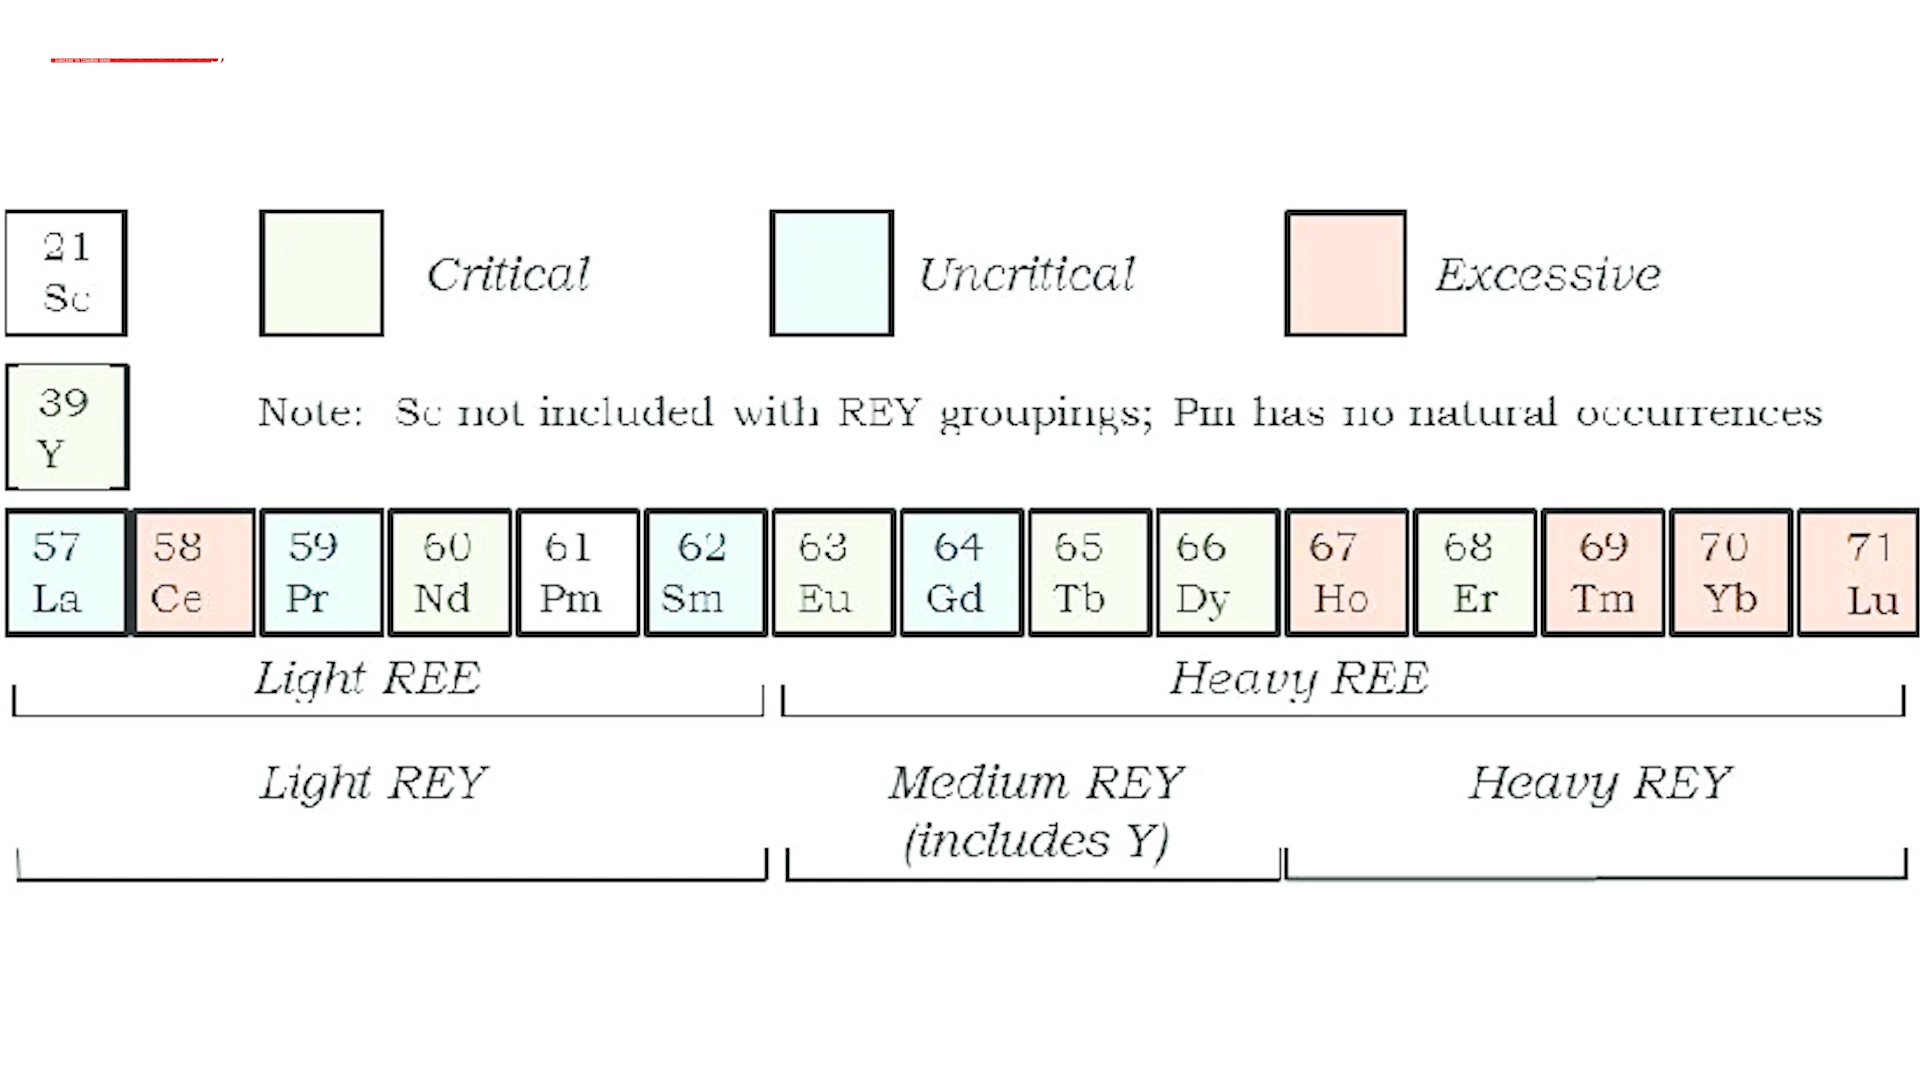 21
Sc
Critical
Uncritical
Excessive
39
Y
Note: Sc not included with REY groupings; Pm has no natural occurrences
57 58 59 60 61 62 63 64 65 66 67 68 69 70 71
La Ce Pr Nd Pm Sm Eu Gd Tb Dy Ho Er Tm Yb Lu
Light REE Heavy REE
Light REY Medium REY Heavy REY
(includes Y)